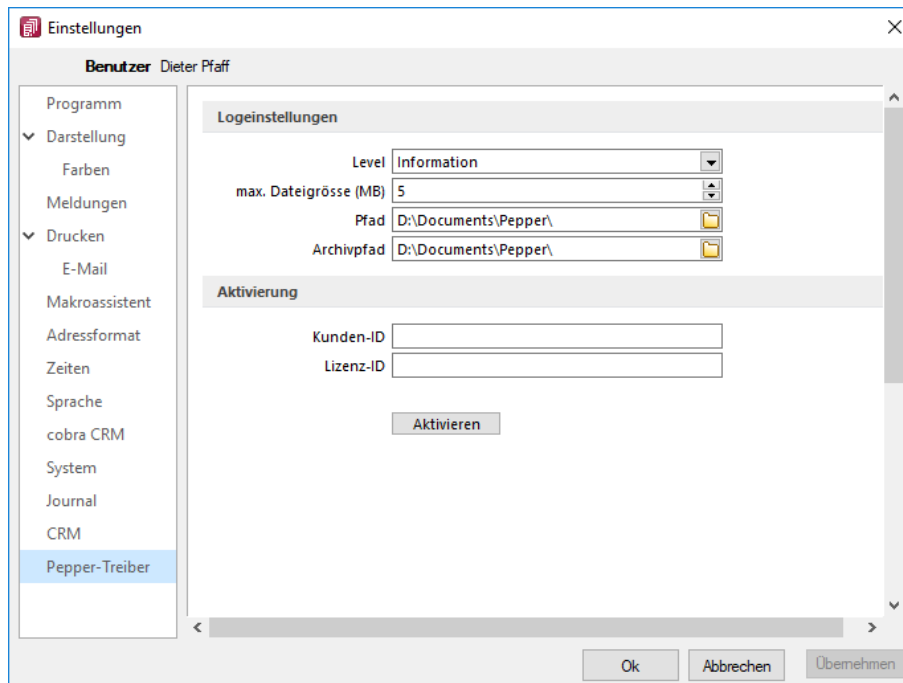 Einstellungen
Benutzer Dieter Pfaff
Programm
Darstellung
Farben
Meldungen
Drucken
E-Mail
Makroassistent
Adressformat
Zeiten
Sprache
cobra CRM
System
Journal
CRM
Pepper-Treiber
Logeinstellungen
Level Information
max. Dateigrösse (MB) 5
Pfad D:\Documents\Pepper\
Archivpfad D:\Documents\Pepper\
Aktivierung
Kunden-ID
Lizenz-ID
Aktivieren
Ok Abbrechen Übernehmen